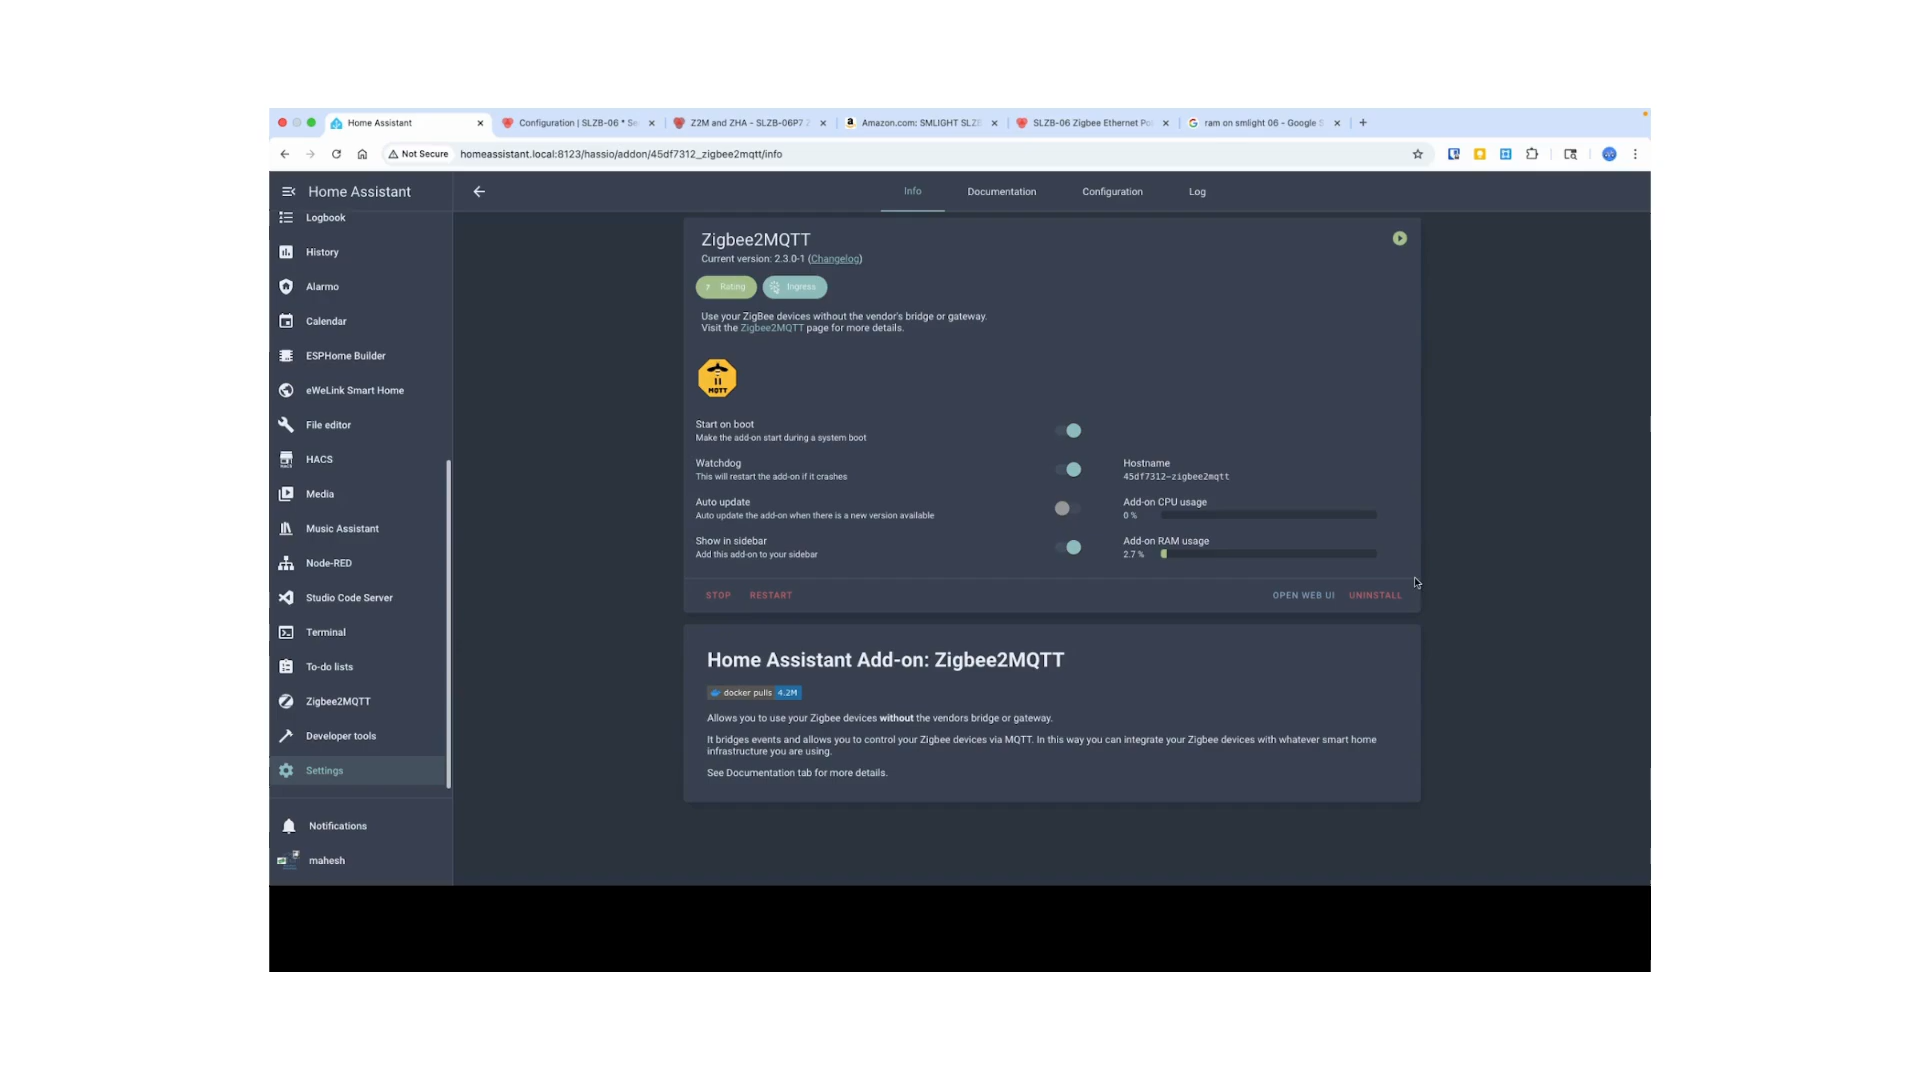 Home Assistant
Configuration | SLZB-06 * Se
Z2M and ZHA - SLZB-06P7
Amazon.com: SMLIGHT SLZB
SLZB-06 Zigbee Ethernet Po
ram on smlight 06 - Google S
Not Secure
homeassistant.local:8123/hassio/addon/45df7312_zigbee2mqtt/info
Home Assistant
Info
Documentation
Configuration
Log
Logbook
History
Alarmo
Calendar
ESPHome Builder
eWeLink Smart Home
File editor
HACS
Media
Music Assistant
Node-RED
Studio Code Server
Terminal
To-do lists
Zigbee2MQTT
Developer tools
Settings
Notifications
mahesh
Zigbee2MQTT
Current version: 2.3.0-1 (Changelog)
? Rating
Ingress
Use your ZigBee devices without the vendor's bridge or gateway.
Visit the Zigbee2MQTT page for more details.
MQTT
Start on boot
Make the add-on start during a system boot
Watchdog
This will restart the add-on if it crashes
Hostname
45df7312-zigbee2mqtt
Auto update
Auto update the add-on when there is a new version available
Add-on CPU usage
0 %
Show in sidebar
Add this add-on to your sidebar
Add-on RAM usage
2.7 %
STOP
RESTART
OPEN WEB UI
UNINSTALL
Home Assistant Add-on: Zigbee2MQTT
docker pulls 4.2M
Allows you to use your Zigbee devices without the vendors bridge or gateway.
It bridges events and allows you to control your Zigbee devices via MQTT. In this way you can integrate your Zigbee devices with whatever smart home
infrastructure you are using.
See Documentation tab for more details.